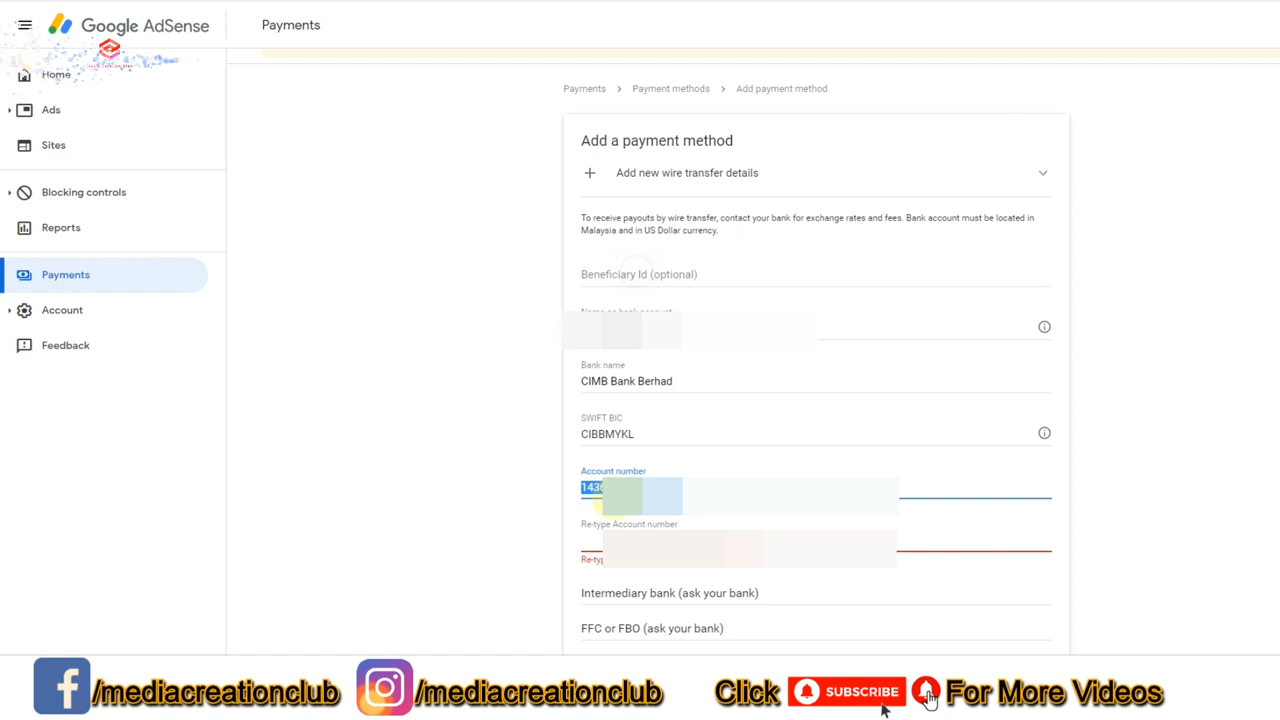 Google AdSense
Payments
Home
Ads
Sites
Blocking controls
Reports
Payments
Account
Feedback
Payments > Payment methods > Add payment method
Add a payment method
+ Add new wire transfer details
To receive payouts by wire transfer, contact your bank for exchange rates and fees. Bank account must be located in
Malaysia and in US Dollar currency.
Beneficiary Id (optional)
Name on bank account
Bank name
CIMB Bank Berhad
SWIFT BIC
CIBBMYKL
Account number
Re-type Account number
Intermediary bank (ask your bank)
FFC or FBO (ask your bank)
/mediacreationclub
/mediacreationclub
Click SUBSCRIBE For More Videos